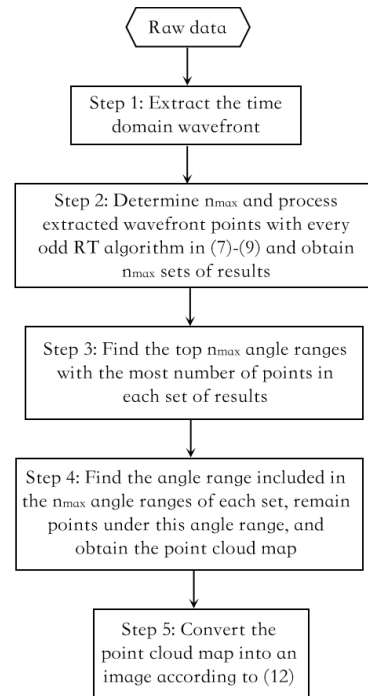 Raw data
Step 1: Extract the time
domain wavefront
Step 2: Determine nmax and process
extracted wavefront points with every
odd RT algorithm in (7)-(9) and obtain
nmax sets of results
Step 3: Find the top nmax angle ranges
with the most number of points in
each set of results
Step 4: Find the angle range included in
the nmax angle ranges of each set, remain
points under this angle range, and
obtain the point cloud map
Step 5: Convert the
point cloud map into an
image according to (12)